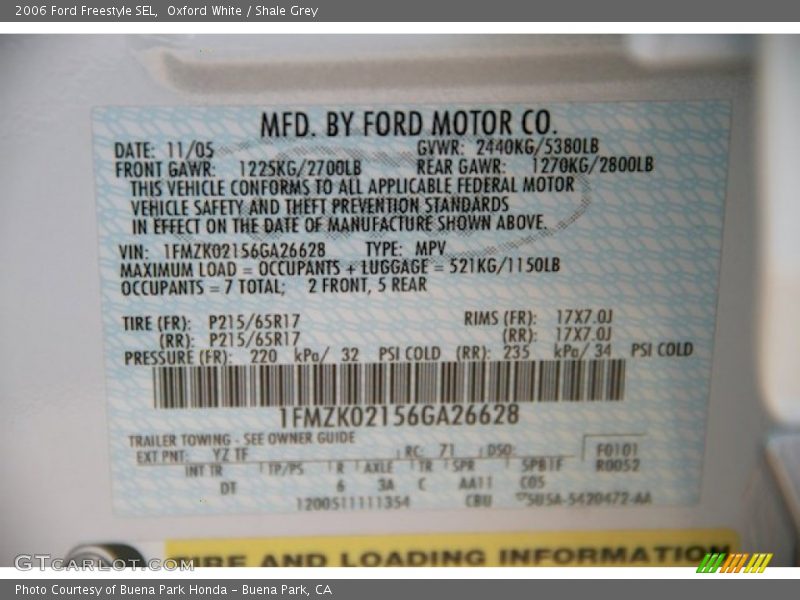 2006 Ford Freestyle SEL,  Oxford White / Shale Grey
MFD. BY FORD MOTOR CO.
DATE: 11/05 GVWR: 2440KG/5380LB
FRONT GAWR: 1225KG/2700LB REAR GAWR: 1270KG/2800LB
THIS VEHICLE CONFORMS TO ALL APPLICABLE FEDERAL MOTOR
VEHICLE SAFETY AND THEFT PREVENTION STANDARDS
IN EFFECT ON THE DATE OF MANUFACTURE SHOWN ABOVE.
VIN: 1FMZK02156GA26628 TYPE: MPV
MAXIMUM LOAD = OCCUPANTS + LUGGAGE = 521KG/1150LB
OCCUPANTS = 7 TOTAL; 2 FRONT, 5 REAR
TIRE (FR): P215/65R17 RIMS (FR): 17X7.0J
(RR): P215/65R17 (RR): 17X7.0J
PRESSURE (FR): 220 kPa/ 32 PSI COLD (RR): 235 kPa/ 34 PSI COLD
1FMZK02156GA26628
TRAILER TOWING - SEE OWNER GUIDE
EXT PNT: YZ TF RC: 71 DSO: F0101
INT TR TP/PS R AXLE TR SPR R0052
DT 6 3A C AA11 C05
1200511111354 CBU 5U5A-5420472-AA
TIRE AND LOADING INFORMATION
GTcarlot.com
Photo Courtesy of Buena Park Honda - Buena Park, CA